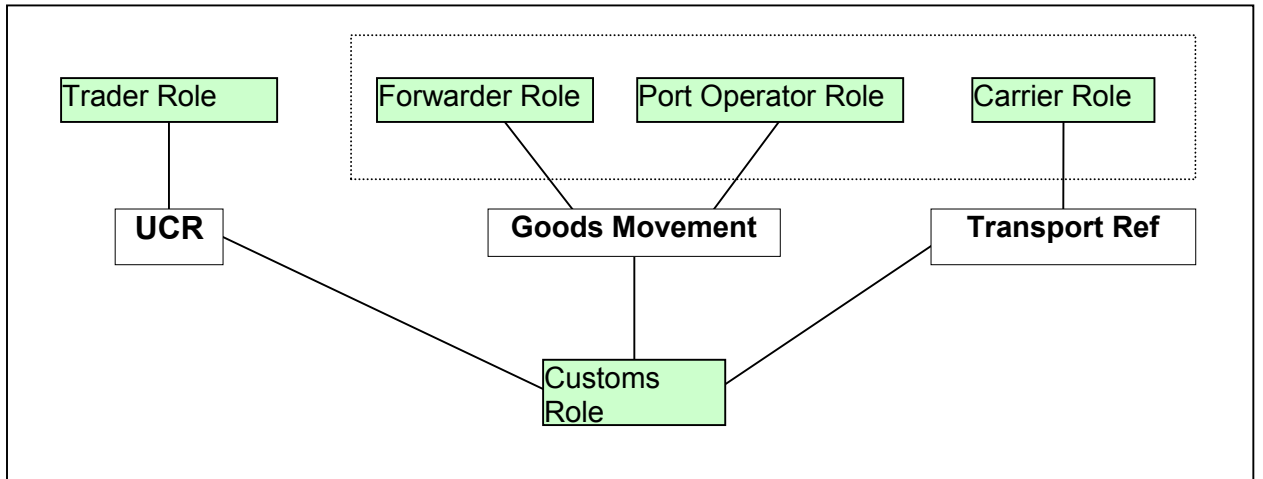 Trader Role
Forwarder Role
Port Operator Role
Carrier Role
UCR
Goods Movement
Transport Ref
Customs
Role